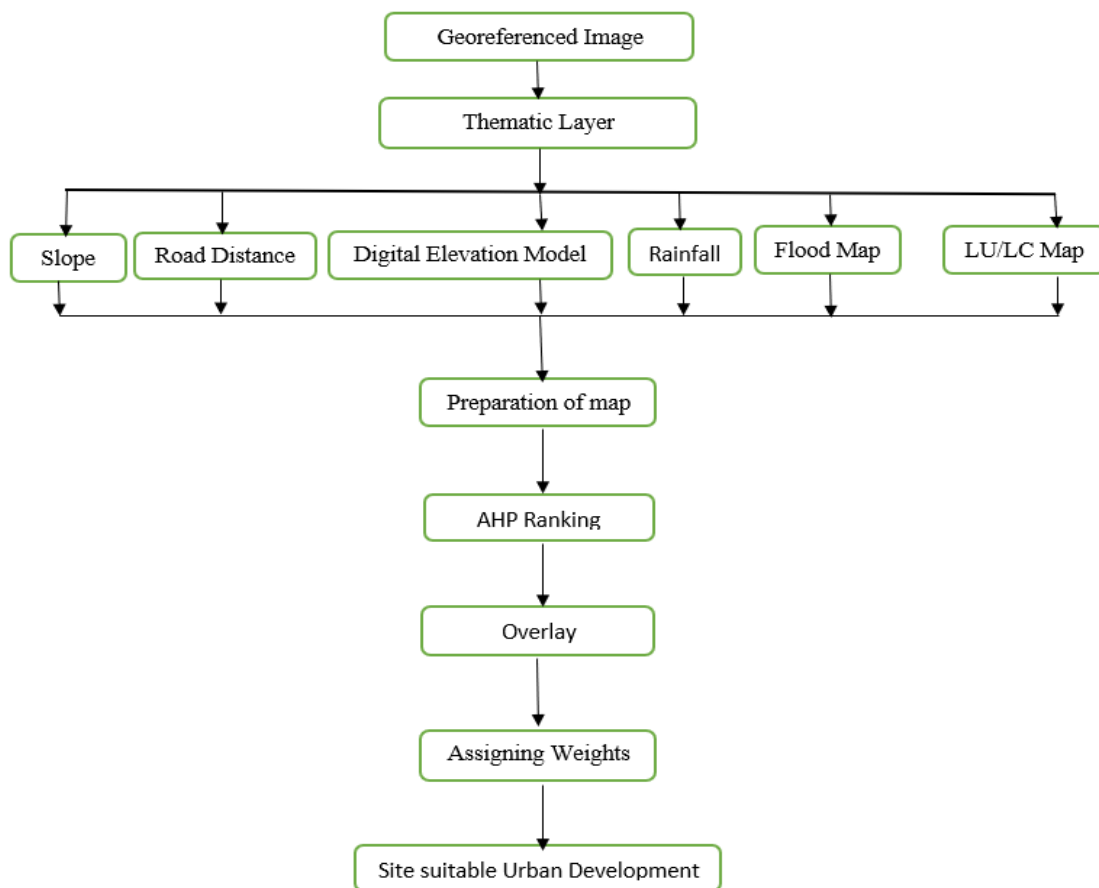 Georeferenced Image
Thematic Layer
Slope
Road Distance
Digital Elevation Model
Rainfall
Flood Map
LU/LC Map
Preparation of map
AHP Ranking
Overlay
Assigning Weights
Site suitable Urban Development